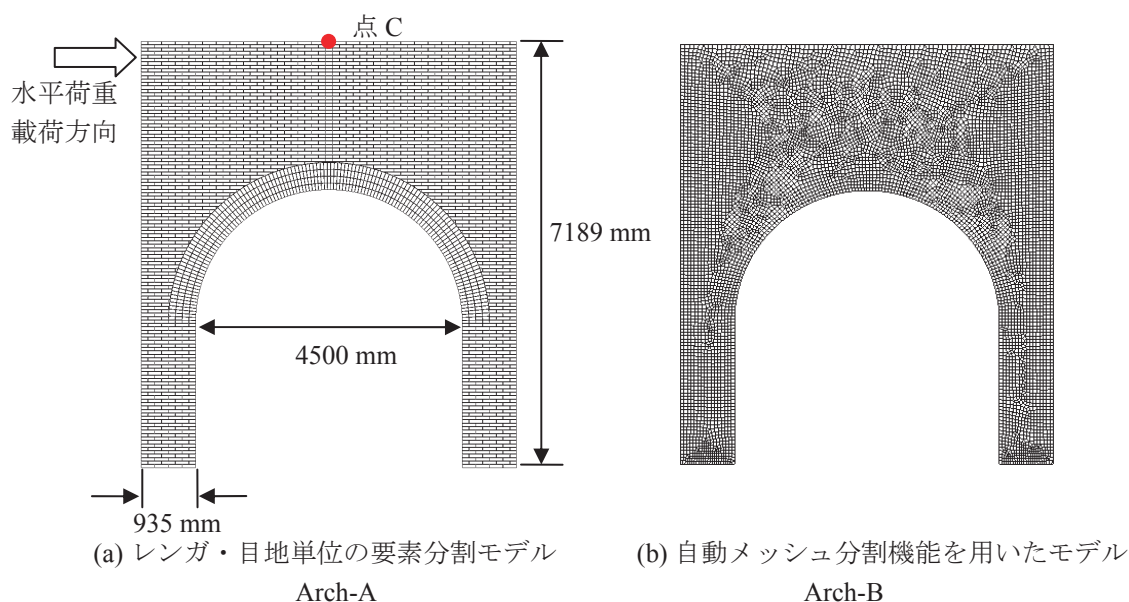 点 C
水平荷重
載荷方向
7189 mm
4500 mm
935 mm
(a) レンガ・目地単位の要素分割モデル
Arch-A
(b) 自動メッシュ分割機能を用いたモデル
Arch-B